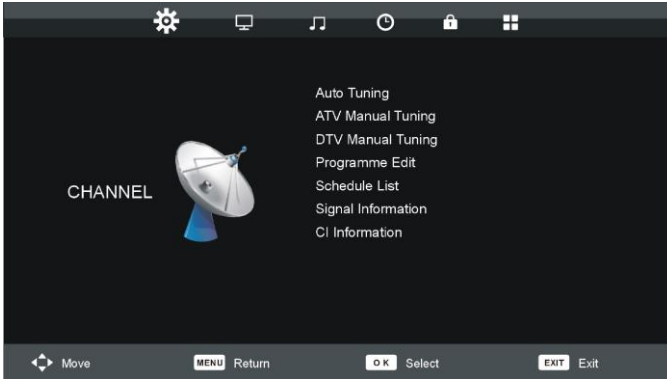 Auto Tuning
ATV Manual Tuning
DTV Manual Tuning
Programme Edit
CHANNEL
Schedule List
Signal Information
CI Information
Move MENU Return OK Select EXIT Exit